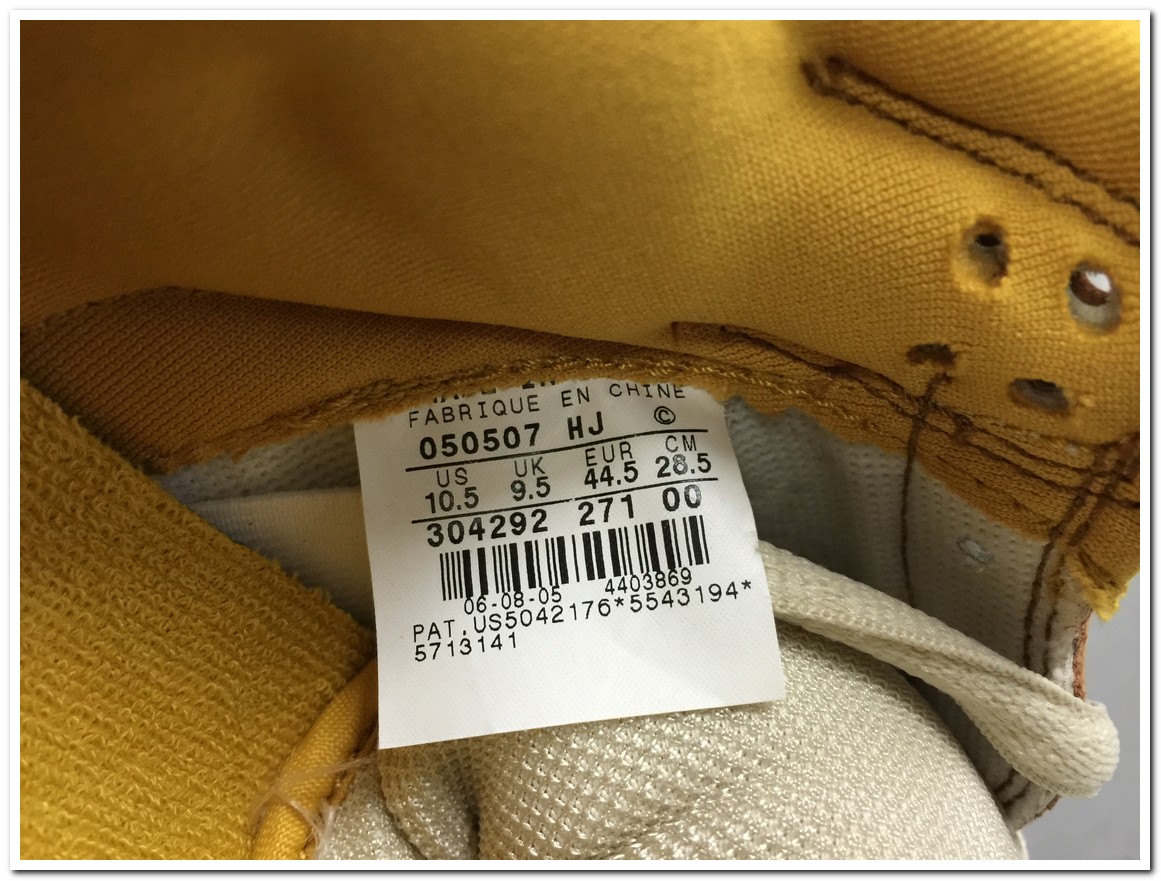 FABRIQUE EN CHINE
050507 HJ ©
US UK EUR CM
10.5 9.5 44.5 28.5
304292 271 00
06-08-05 4403869
PAT.US5042176*5543194*
5713141